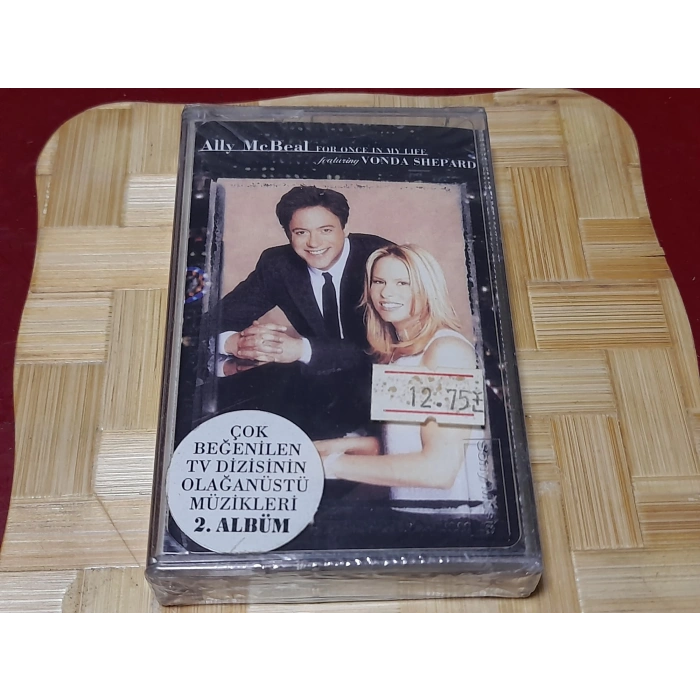 Ally McBeal FOR ONCE IN MY LIFE
featuring VONDA SHEPARD
12.75
ÇOK
BEĞENİLEN
TV DİZİSİNİN
OLAĞANÜSTÜ
MÜZİKLERİ
2. ALBÜM